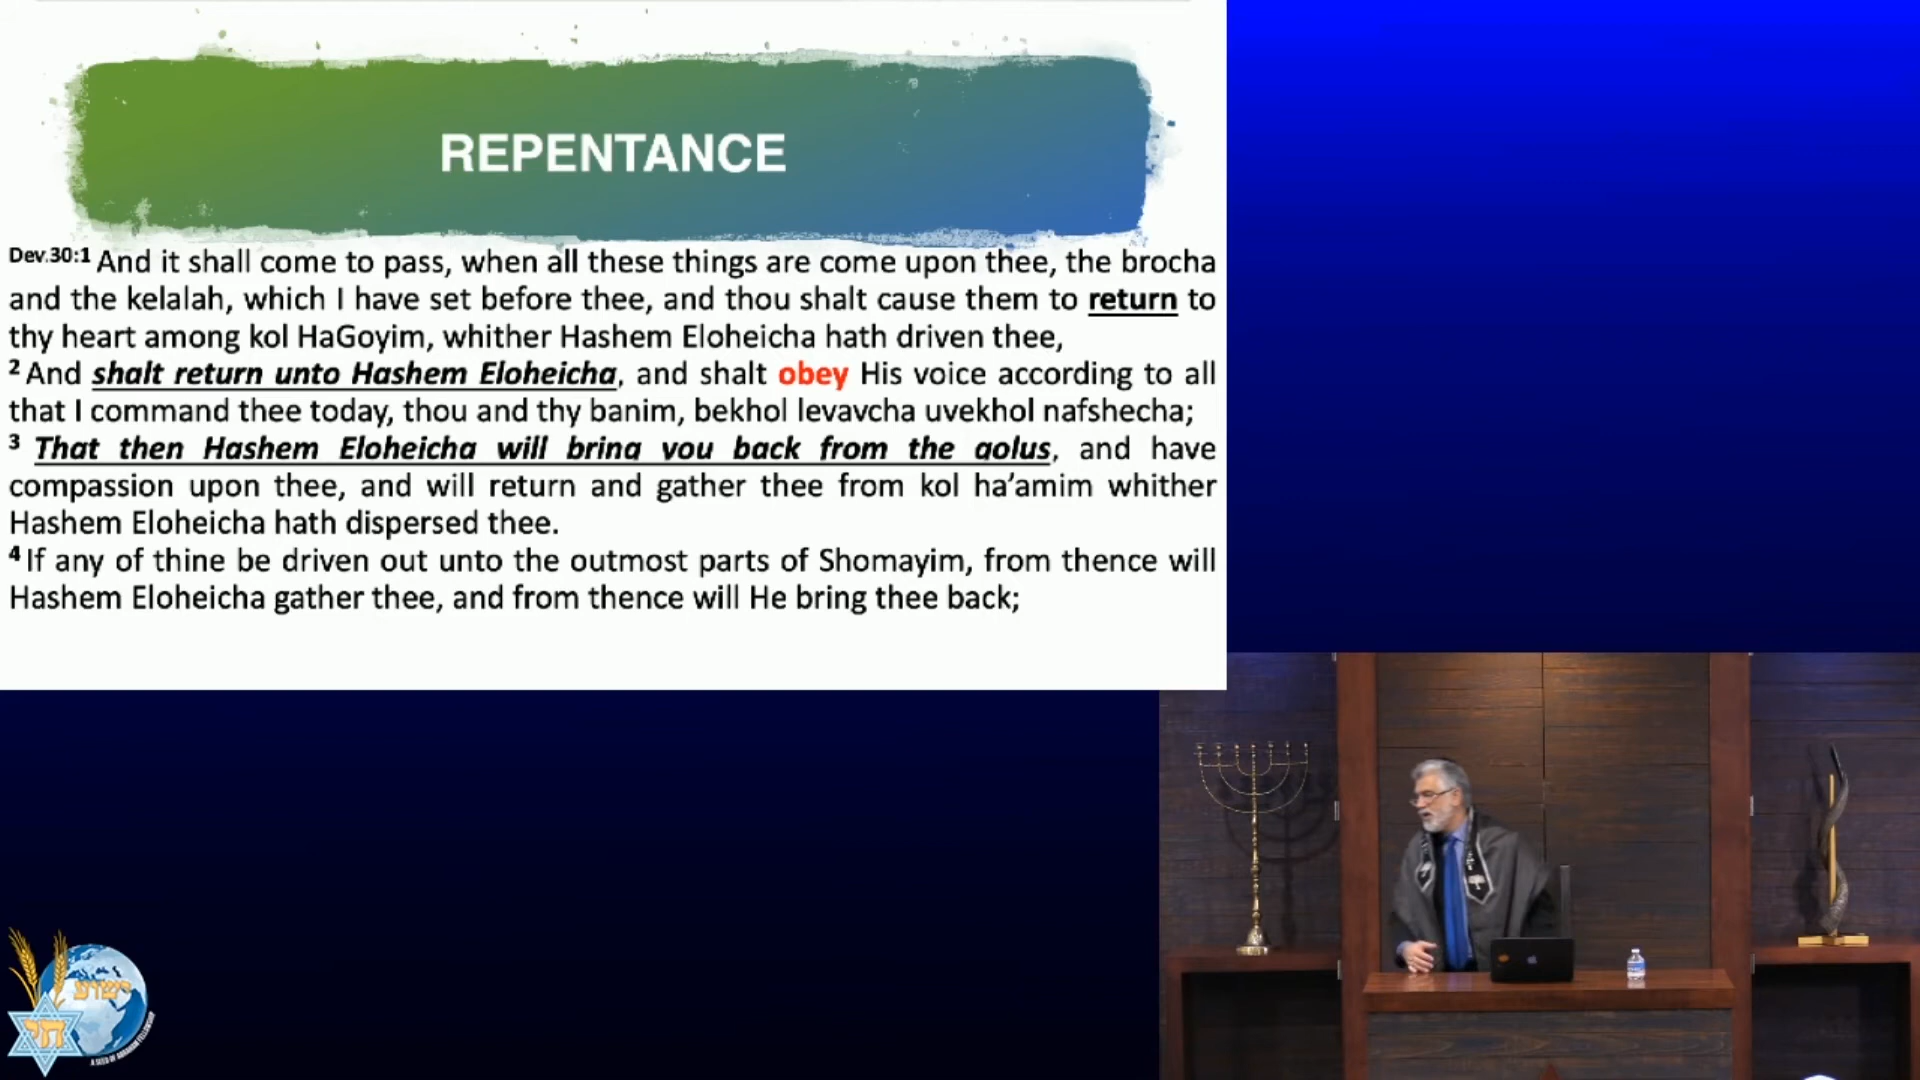 REPENTANCE
Dev.30:1 And it shall come to pass, when all these things are come upon thee, the brocha
and the kelalah, which I have set before thee, and thou shalt cause them to return to
thy heart among kol HaGoyim, whither Hashem Eloheicha hath driven thee,
2 And shalt return unto Hashem Eloheicha, and shalt obey His voice according to all
that I command thee today, thou and thy banim, bekhol levavcha uvekhol nafshecha;
3 That then Hashem Eloheicha will bring you back from the golus, and have
compassion upon thee, and will return and gather thee from kol ha’amim whither
Hashem Eloheicha hath dispersed thee.
4 If any of thine be driven out unto the outmost parts of Shomayim, from thence will
Hashem Eloheicha gather thee, and from thence will He bring thee back;
ישוע
חי
A SEED OF ABRAHAM FELLOWSHIP